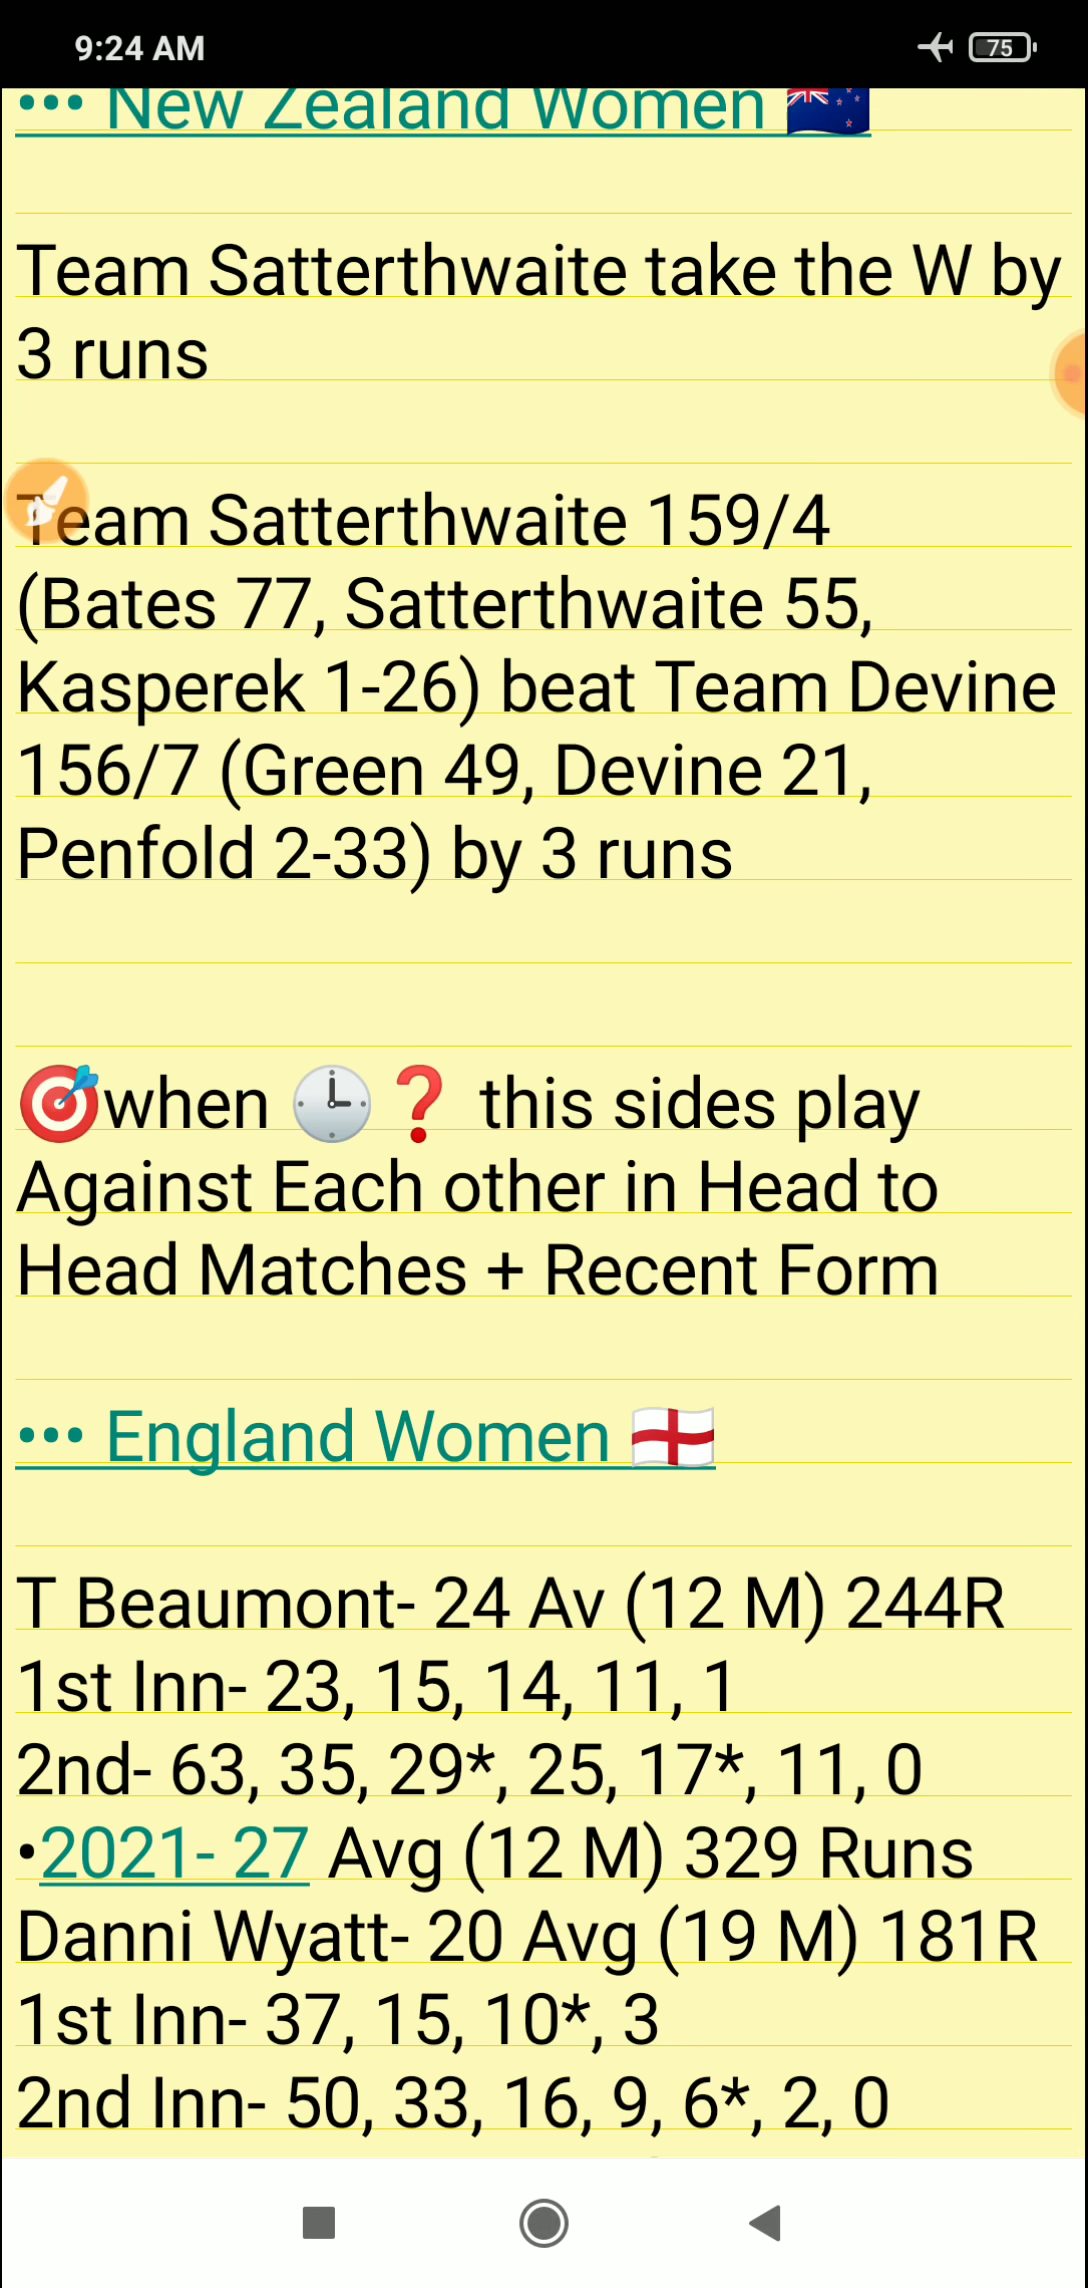 9:24 AM
75
••• New Zealand Women 🇳🇿
Team Satterthwaite take the W by
3 runs
Team Satterthwaite 159/4
(Bates 77, Satterthwaite 55,
Kasperek 1-26) beat Team Devine
156/7 (Green 49, Devine 21,
Penfold 2-33) by 3 runs
🎯when 🕒❓ this sides play
Against Each other in Head to
Head Matches + Recent Form
••• England Women 🏴󠁧󠁢󠁥󠁮󠁧󠁿
T Beaumont- 24 Av (12 M) 244R
1st Inn- 23, 15, 14, 11, 1
2nd- 63, 35, 29*, 25, 17*, 11, 0
•2021- 27 Avg (12 M) 329 Runs
Danni Wyatt- 20 Avg (19 M) 181R
1st Inn- 37, 15, 10*, 3
2nd Inn- 50, 33, 16, 9, 6*, 2, 0